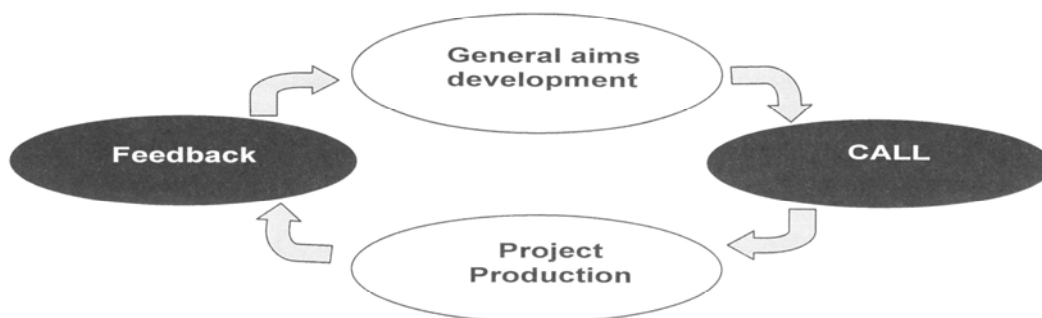 General aims
development
Feedback
CALL
Project
Production